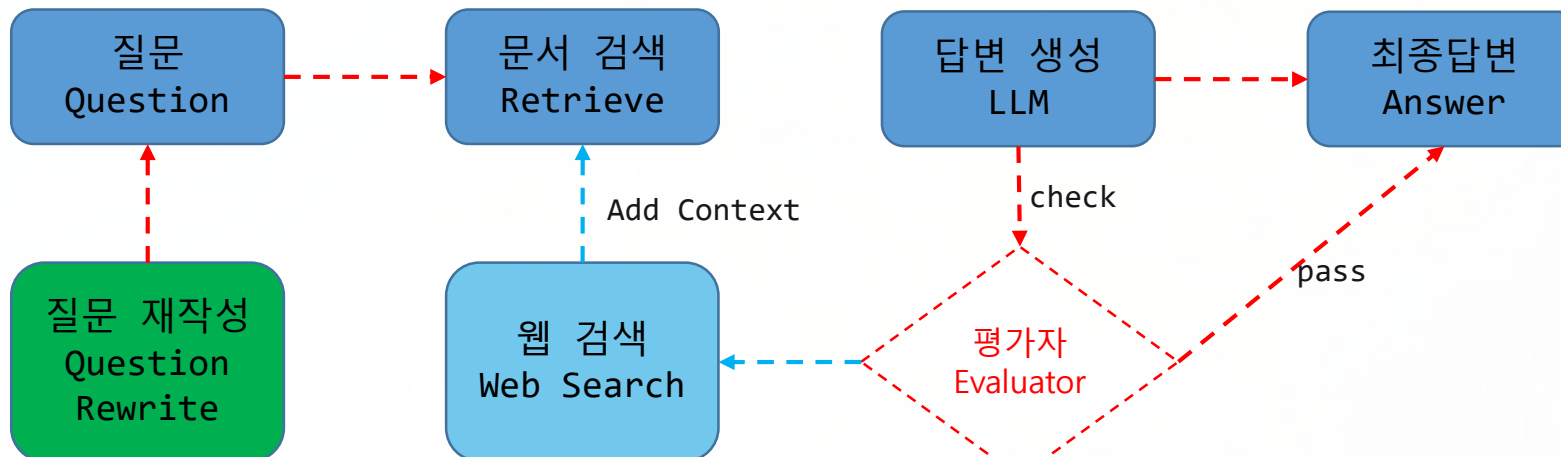 질문
Question
문서 검색
Retrieve
답변 생성
LLM
최종답변
Answer
Add Context
check
pass
질문 재작성
Question
Rewrite
웹 검색
Web Search
평가자
Evaluator